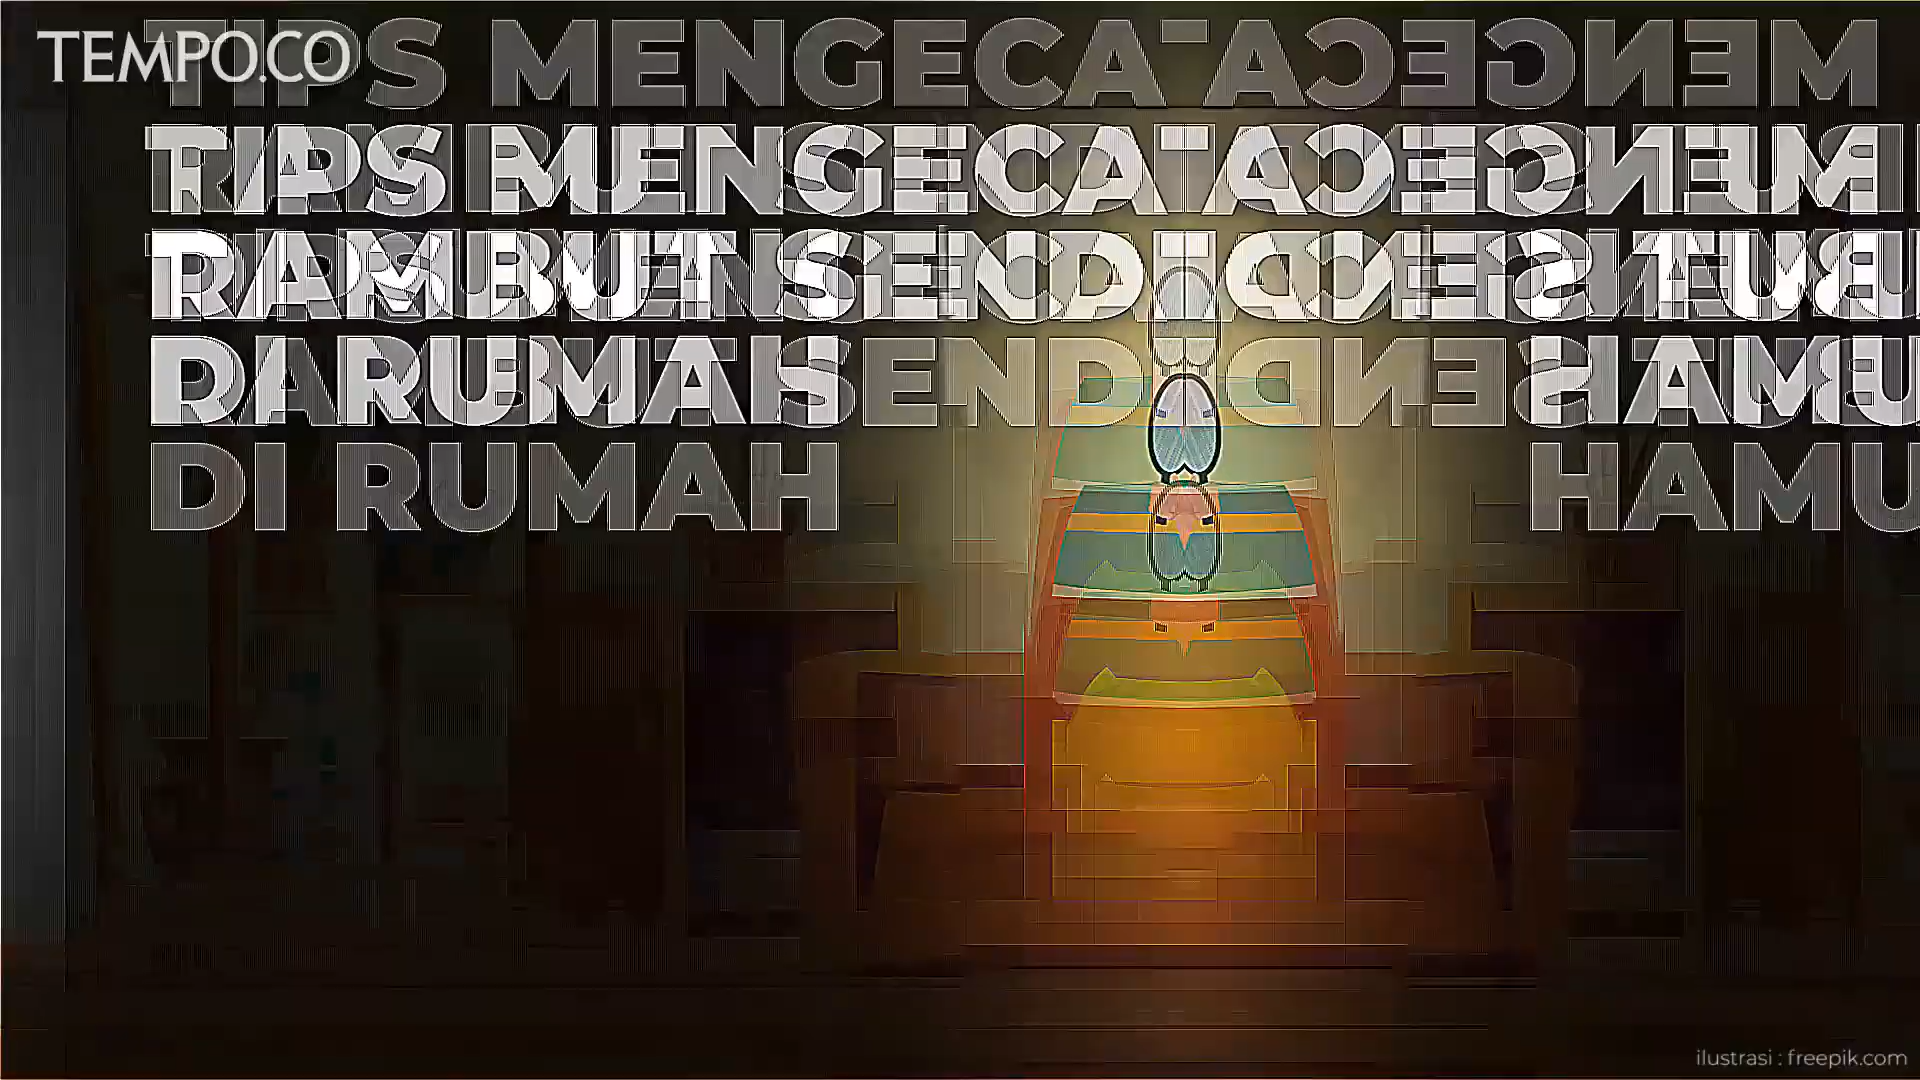 TEMPO.CO
TIPS MENGECAT
RAMBUT SENDIRI
DI RUMAH
ilustrasi : freepik.com